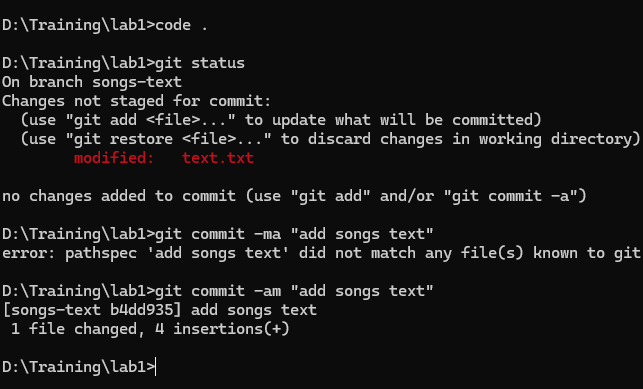 D:\Training\lab1>code .
D:\Training\lab1>git status
On branch songs-text
Changes not staged for commit:
  (use "git add <file>..." to update what will be committed)
  (use "git restore <file>..." to discard changes in working directory)
        modified:   text.txt
no changes added to commit (use "git add" and/or "git commit -a")
D:\Training\lab1>git commit -ma "add songs text"
error: pathspec 'add songs text' did not match any file(s) known to git
D:\Training\lab1>git commit -am "add songs text"
[songs-text b4dd935] add songs text
 1 file changed, 4 insertions(+)
D:\Training\lab1>